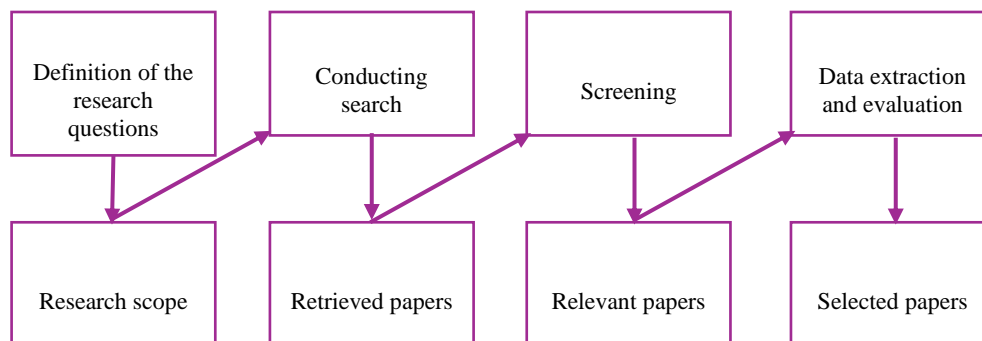 Definition of the
research
questions
Conducting
search
Screening
Data extraction
and evaluation
Research scope
Retrieved papers
Relevant papers
Selected papers